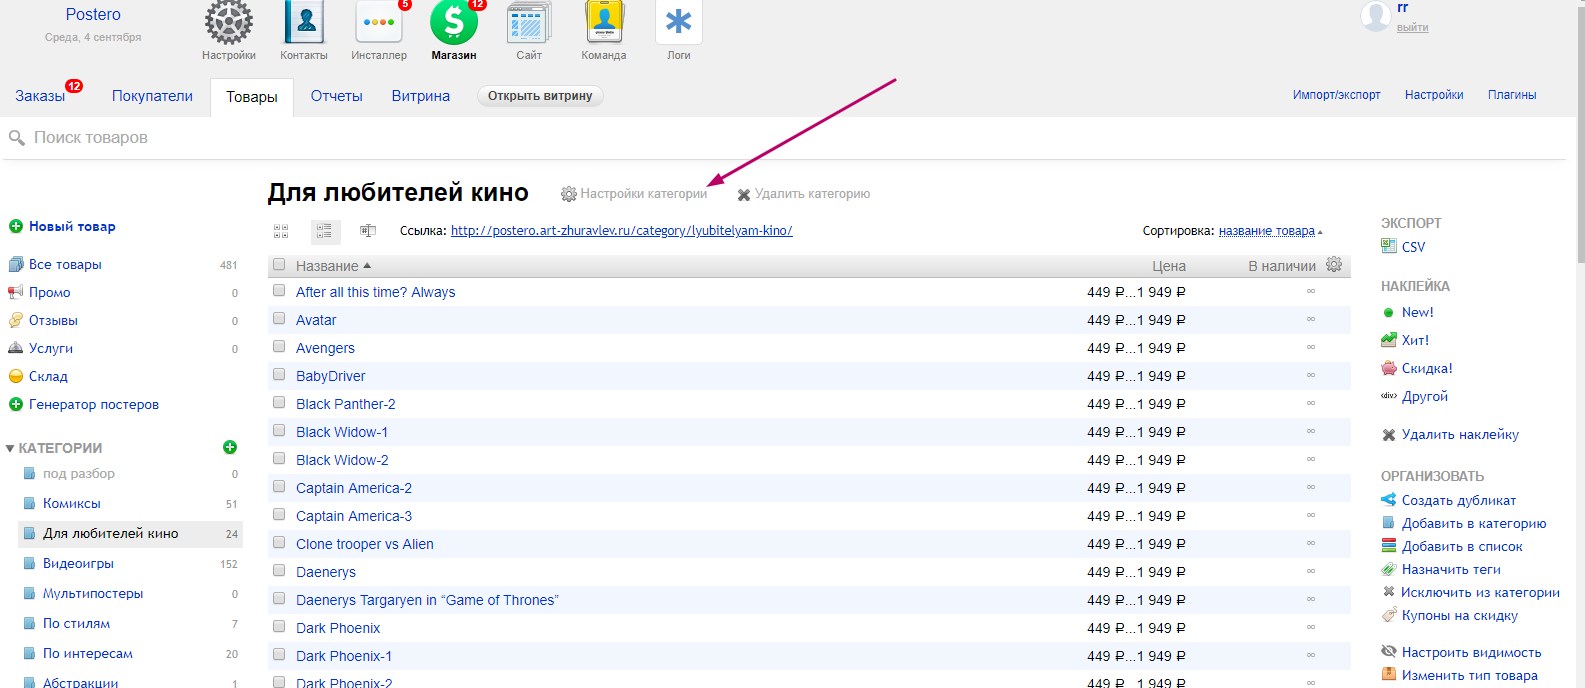 Postero
Среда, 4 сентября
Настройки
Контакты
5
Инсталлер
12
Магазин
Сайт
Команда
Логи
rr
выйти
Заказы 12
Покупатели
Товары
Отчеты
Витрина
Открыть витрину
Импорт/экспорт
Настройки
Плагины
Поиск товаров
Новый товар
Все товары 481
Промо 0
Отзывы 0
Услуги 0
Склад
Генератор постеров
КАТЕГОРИИ
под разбор 0
Комиксы 51
Для любителей кино 24
Видеоигры 152
Мультипостеры 0
По стилям 7
По интересам 20
Абстракции 1
Для любителей кино
Настройки категории
Удалить категорию
Ссылка: http://postero.art-zhuravlev.ru/category/lyubitelyam-kino/
Сортировка: название товара
Название Цена В наличии
After all this time? Always 449 ₽...1 949 ₽ ∞
Avatar 449 ₽...1 949 ₽ ∞
Avengers 449 ₽...1 949 ₽ ∞
BabyDriver 449 ₽...1 949 ₽ ∞
Black Panther-2 449 ₽...1 949 ₽ ∞
Black Widow-1 449 ₽...1 949 ₽ ∞
Black Widow-2 449 ₽...1 949 ₽ ∞
Captain America-2 449 ₽...1 949 ₽ ∞
Captain America-3 449 ₽...1 949 ₽ ∞
Clone trooper vs Alien 449 ₽...1 949 ₽ ∞
Daenerys 449 ₽...1 949 ₽ ∞
Daenerys Targaryen in “Game of Thrones” 449 ₽...1 949 ₽ ∞
Dark Phoenix 449 ₽...1 949 ₽ ∞
Dark Phoenix-1 449 ₽...1 949 ₽ ∞
Dark Phoenix-2 449 ₽...1 949 ₽ ∞
ЭКСПОРТ
CSV
НАКЛЕЙКА
New!
Хит!
Скидка!
<div> Другой
Удалить наклейку
ОРГАНИЗОВАТЬ
Создать дубликат
Добавить в категорию
Добавить в список
Назначить теги
Исключить из категории
Купоны на скидку
Настроить видимость
Изменить тип товара